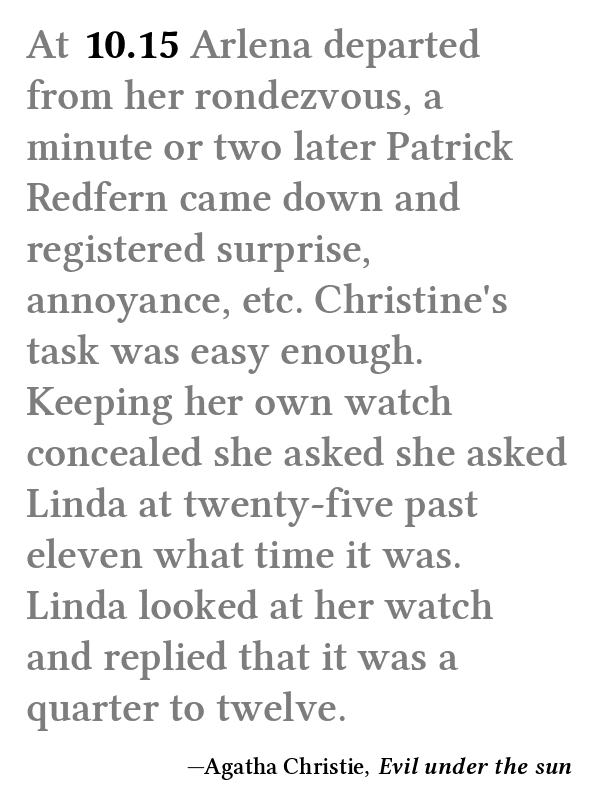 At 10.15 Arlena departed
from her rondezvous, a
minute or two later Patrick
Redfern came down and
registered surprise,
annoyance, etc. Christine's
task was easy enough.
Keeping her own watch
concealed she asked she asked
Linda at twenty-five past
eleven what time it was.
Linda looked at her watch
and replied that it was a
quarter to twelve.
—Agatha Christie, Evil under the sun